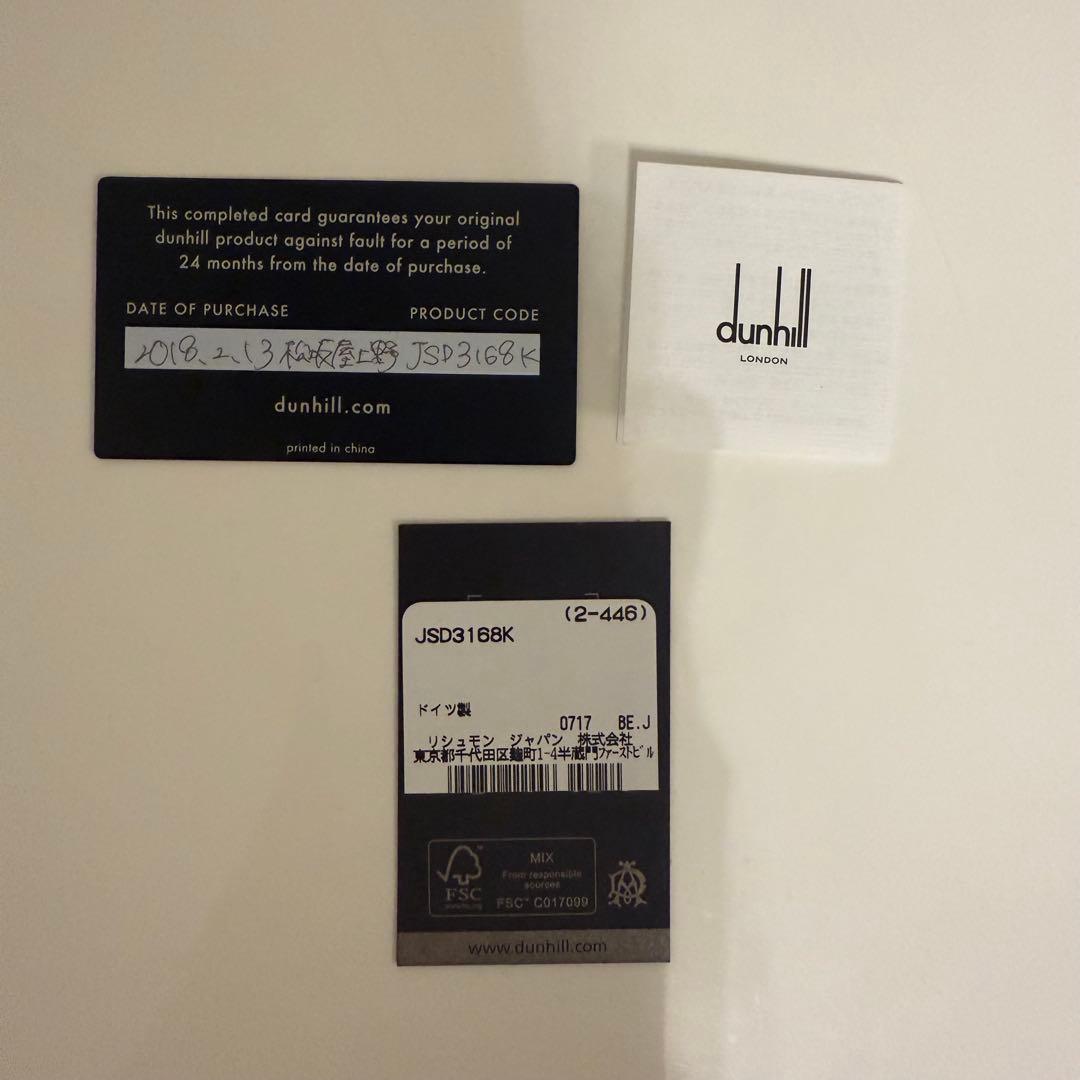 This completed card guarantees your original
dunhill product against fault for a period of
24 months from the date of purchase.
DATE OF PURCHASE PRODUCT CODE
2018.2.13 松坂屋上野 JSD3168K
dunhill.com
printed in china
dunhill
LONDON
(2-446)
JSD3168K
ドイツ製
0717 BE.J
リシュモン ジャパン 株式会社
東京都千代田区麹町1-4半蔵門ファーストビル
FSC
MIX
From responsible
sources
FSC™ C017099
www.dunhill.com